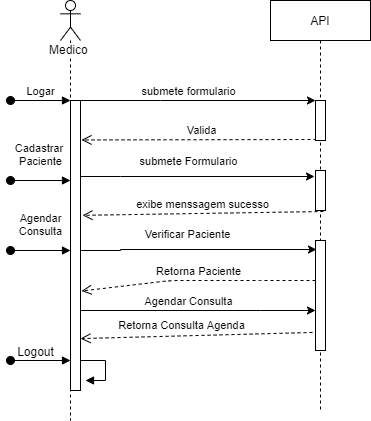 API
Medico
Logar
submete formulario
Valida
Cadastrar
Paciente
submete Formulario
exibe menssagem sucesso
Agendar
Consulta
Verificar Paciente
Retorna Paciente
Agendar Consulta
Retorna Consulta Agenda
Logout